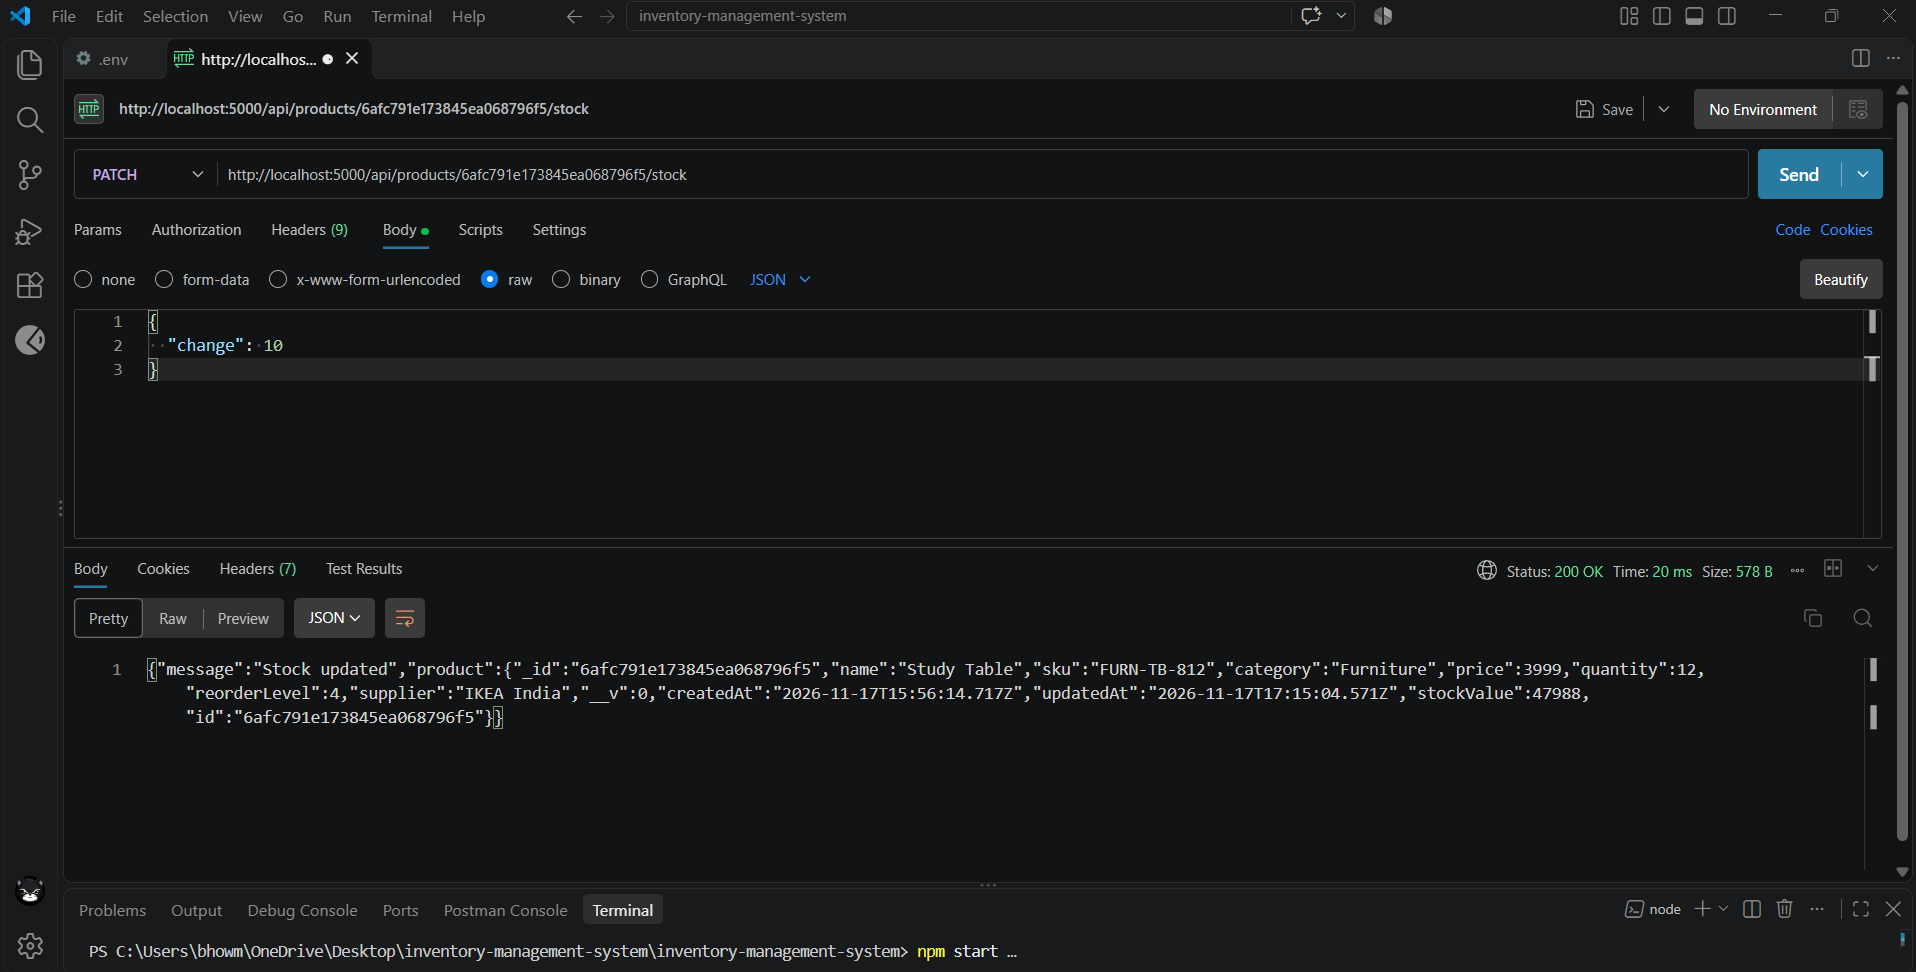 File Edit Selection View Go Run Terminal Help inventory-management-system
.env HTTP http://localhos...
HTTP http://localhost:5000/api/products/6afc791e173845ea068796f5/stock Save No Environment
PATCH http://localhost:5000/api/products/6afc791e173845ea068796f5/stock Send
Params Authorization Headers (9) Body Scripts Settings Code Cookies
none form-data x-www-form-urlencoded raw binary GraphQL JSON Beautify
1 {
2 "change": 10
3 }
Body Cookies Headers (7) Test Results Status: 200 OK Time: 20 ms Size: 578 B
Pretty Raw Preview JSON
1 {"message":"Stock updated","product":{"_id":"6afc791e173845ea068796f5","name":"Study Table","sku":"FURN-TB-812","category":"Furniture","price":3999,"quantity":12,
"reorderLevel":4,"supplier":"IKEA India","__v":0,"createdAt":"2026-11-17T15:56:14.717Z","updatedAt":"2026-11-17T17:15:04.571Z","stockValue":47988,
"id":"6afc791e173845ea068796f5"}}
Problems Output Debug Console Ports Postman Console Terminal node
PS C:\Users\bhowm\OneDrive\Desktop\inventory-management-system\inventory-management-system> npm start …